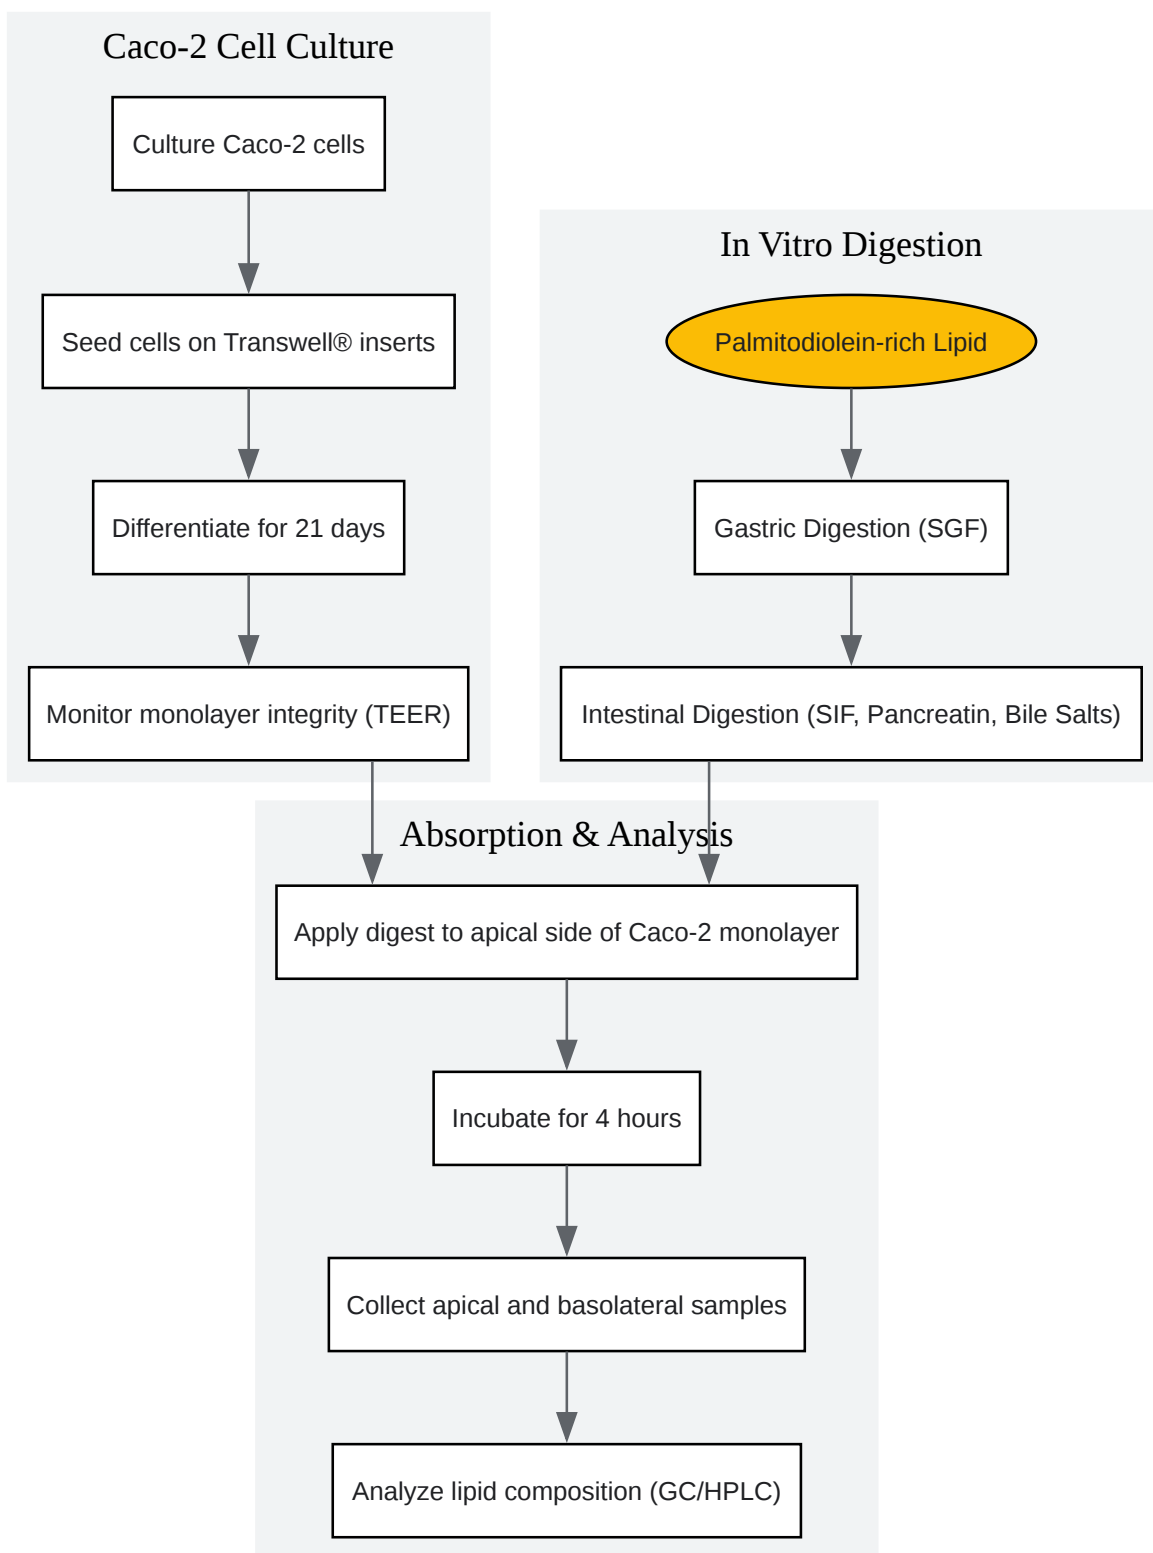 Caco-2 Cell Culture
Culture Caco-2 cells
Seed cells on Transwell® inserts
Differentiate for 21 days
Monitor monolayer integrity (TEER)
In Vitro Digestion
Palmitodiolein-rich Lipid
Gastric Digestion (SGF)
Intestinal Digestion (SIF, Pancreatin, Bile Salts)
Absorption & Analysis
Apply digest to apical side of Caco-2 monolayer
Incubate for 4 hours
Collect apical and basolateral samples
Analyze lipid composition (GC/HPLC)